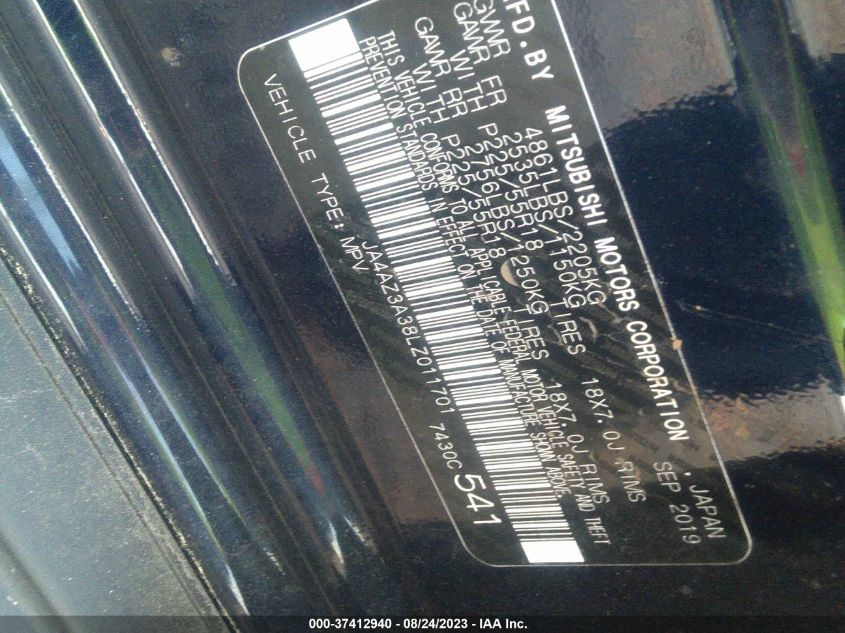 MFD.BY MITSUBISHI MOTORS CORPORATION , JAPAN
GVWR 4861LBS/2205KG SEP 2019
GAWR FR 2535LBS/1150KG
WITH P225/55R18 TIRES 18X7.0J RIMS
GAWR RR 2756LBS/1250KG
WITH P225/55R18 TIRES 18X7.0J RIMS
THIS VEHICLE CONFORMS TO ALL APPLICABLE FEDERAL MOTOR VEHICLE SAFETY AND THEFT
PREVENTION STANDARDS IN EFFECT ON THE DATE OF MANUFACTURE SHOWN ABOVE.
JA4AZ3A38LZ011701 7430C 541
VEHICLE TYPE: MPV
000-37412940 - 08/24/2023 - IAA Inc.